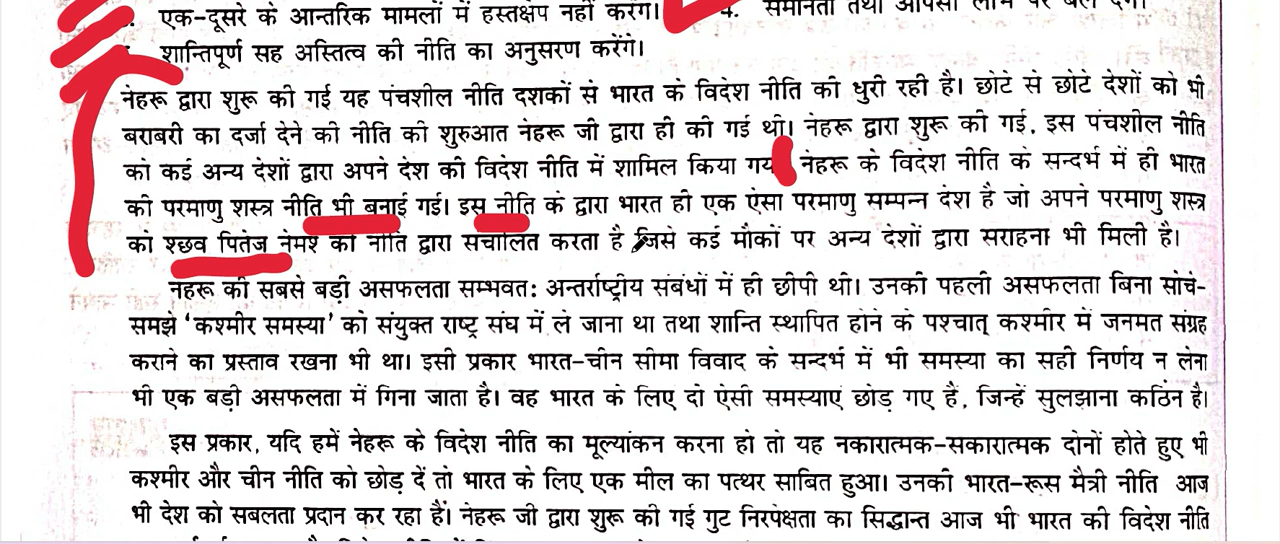 एक-दूसरे के आन्तरिक मामलों में हस्तक्षेप नहीं करेंगे।
4. समानता तथा आपसी लाभ पर बल देंगे।
शान्तिपूर्ण सह अस्तित्व की नीति का अनुसरण करेंगे।
नेहरू द्वारा शुरू की गई यह पंचशील नीति दशकों से भारत के विदेश नीति की धुरी रही है। छोटे से छोटे देशों को भी
बराबरी का दर्जा देने की नीति की शुरुआत नेहरू जी द्वारा ही की गई थी। नेहरू द्वारा शुरू की गई, इस पंचशील नीति
को कई अन्य देशों द्वारा अपने देश की विदेश नीति में शामिल किया गया नेहरू के विदेश नीति के सन्दर्भ में ही भारत
की परमाणु शस्त्र नीति भी बनाई गई। इस नीति के द्वारा भारत ही एक ऐसा परमाणु सम्पन्न देश है जो अपने परमाणु शस्त्र
को श्छव पितेज नेमश् की नीति द्वारा संचालित करता है जिसे कई मौकों पर अन्य देशों द्वारा सराहना भी मिली है।
नेहरू की सबसे बड़ी असफलता सम्भवत: अन्तर्राष्ट्रीय संबंधों में ही छीपी थी। उनकी पहली असफलता बिना सोचे-
समझे ‘कश्मीर समस्या’ को संयुक्त राष्ट्र संघ में ले जाना था तथा शान्ति स्थापित होने के पश्चात् कश्मीर में जनमत संग्रह
कराने का प्रस्ताव रखना भी था। इसी प्रकार भारत-चीन सीमा विवाद के सन्दर्भ में भी समस्या का सही निर्णय न लेना
भी एक बड़ी असफलता में गिना जाता है। वह भारत के लिए दो ऐसी समस्याएं छोड़ गए हैं, जिन्हें सुलझाना कठिन है।
इस प्रकार, यदि हमें नेहरू के विदेश नीति का मूल्यांकन करना हो तो यह नकारात्मक-सकारात्मक दोनों होते हुए भी
कश्मीर और चीन नीति को छोड़ दें तो भारत के लिए एक मील का पत्थर साबित हुआ। उनकी भारत-रूस मैत्री नीति आज
भी देश को सबलता प्रदान कर रहा हैं। नेहरू जी द्वारा शुरू की गई गुट निरपेक्षता का सिद्धान्त आज भी भारत की विदेश नीति